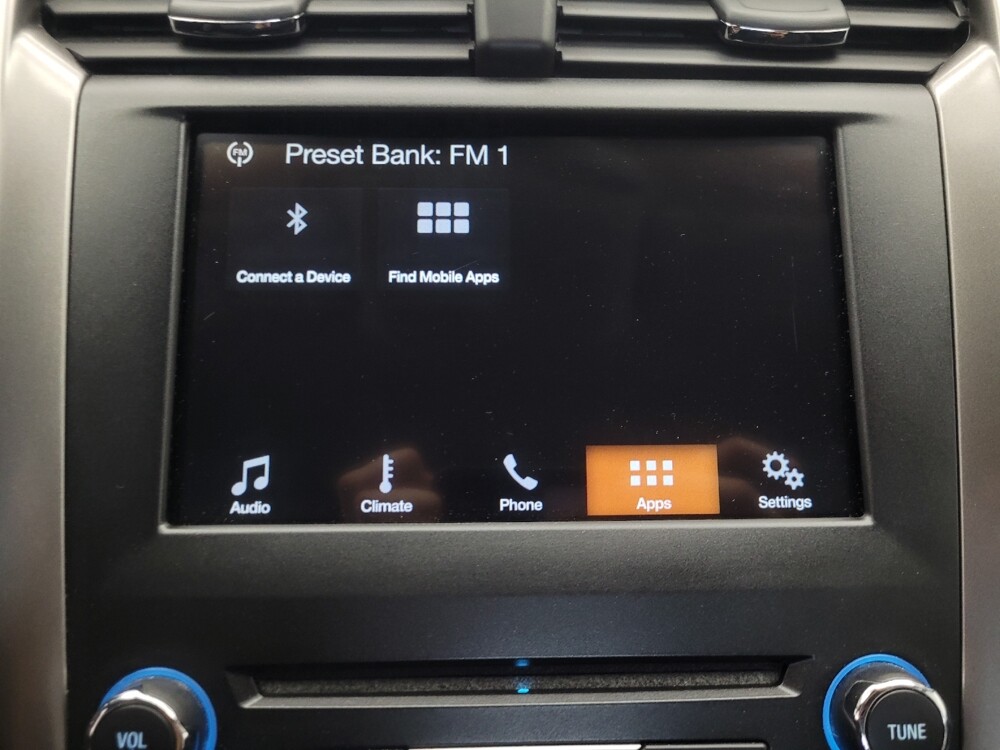 FM Preset Bank: FM 1
Connect a Device Find Mobile Apps
Audio Climate Phone Apps Settings
VOL TUNE